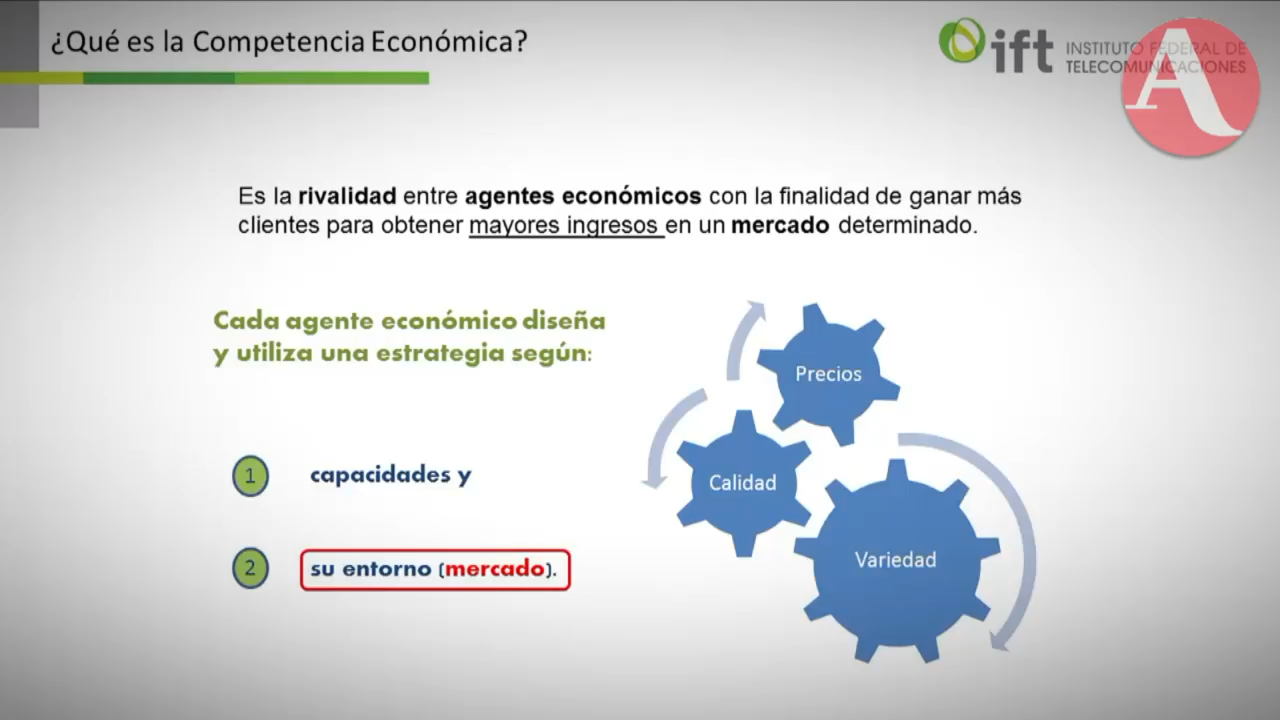 ¿Qué es la Competencia Económica?
ift
INSTITUTO FEDERAL DE
TELECOMUNICACIONES
A
Es la rivalidad entre agentes económicos con la finalidad de ganar más
clientes para obtener mayores ingresos en un mercado determinado.
Cada agente económico diseña
y utiliza una estrategia según:
1 capacidades y
2 su entorno (mercado).
Precios
Calidad
Variedad